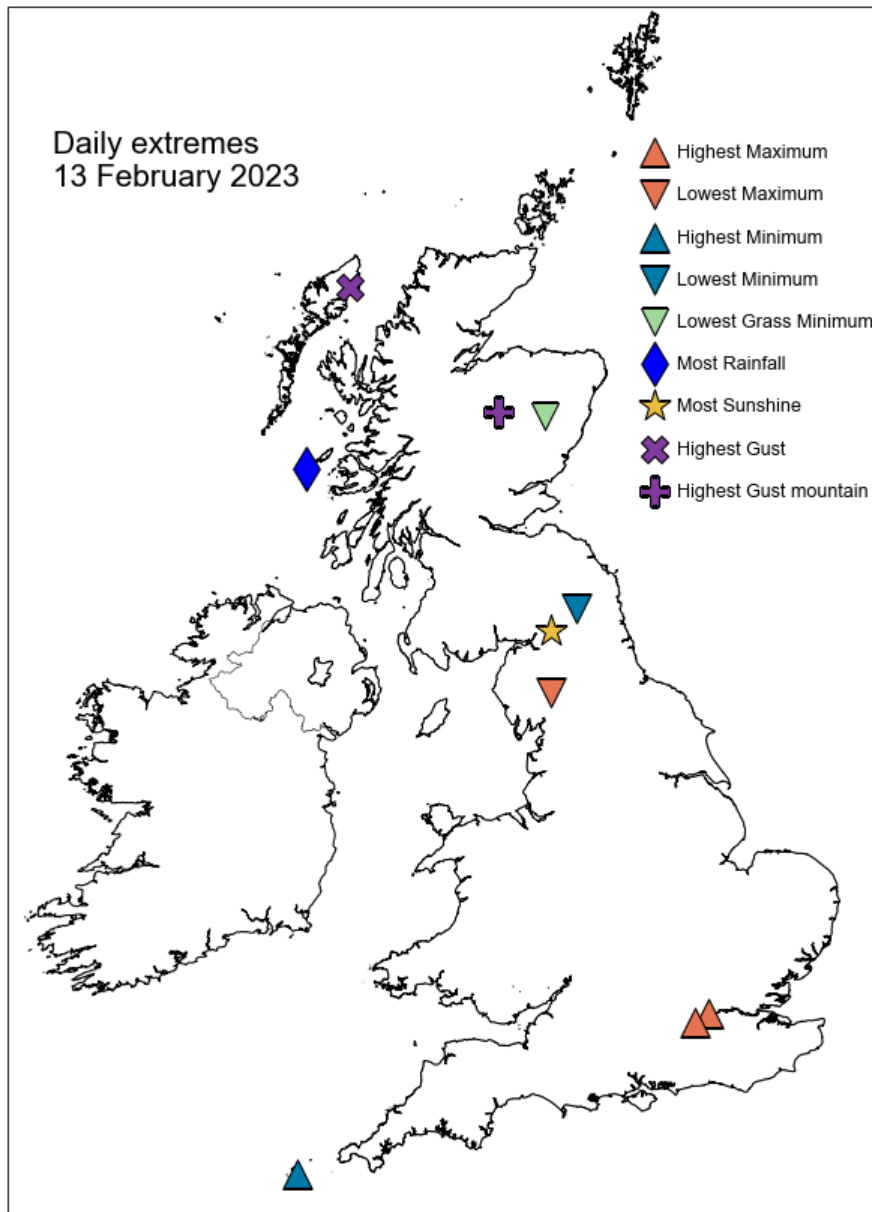 Daily extremes
13 February 2023
Highest Maximum
Lowest Maximum
Highest Minimum
Lowest Minimum
Lowest Grass Minimum
Most Rainfall
Most Sunshine
Highest Gust
Highest Gust mountain